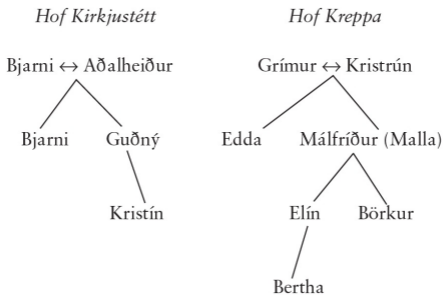 Hof Kirkjustétt Hof Kreppa
Bjarni ↔ Aðalheiður Grímur ↔ Kristrún
Bjarni Guðný Edda Málfríður (Malla)
Kristín Elín Börkur
Bertha